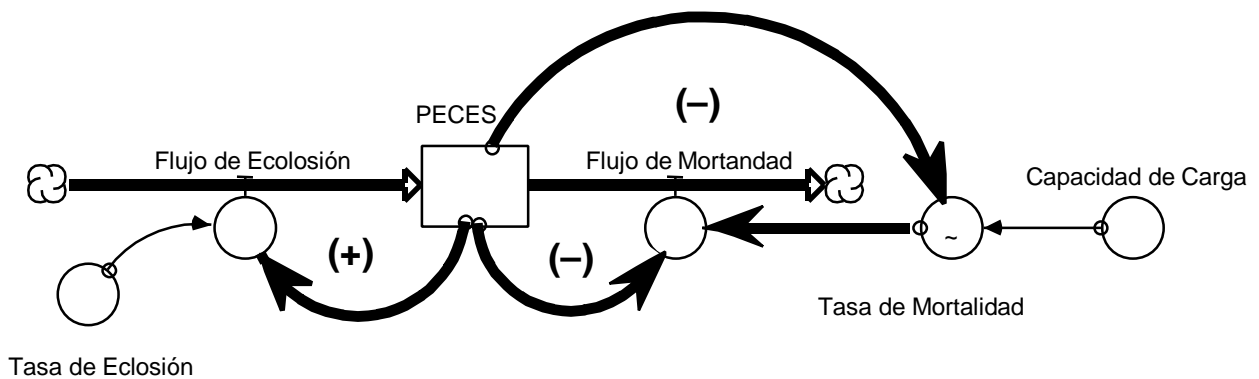 PECES
(–)
Flujo de Ecolosión
Flujo de Mortandad
Capacidad de Carga
(+)
(–)
~
Tasa de Mortalidad
Tasa de Eclosión